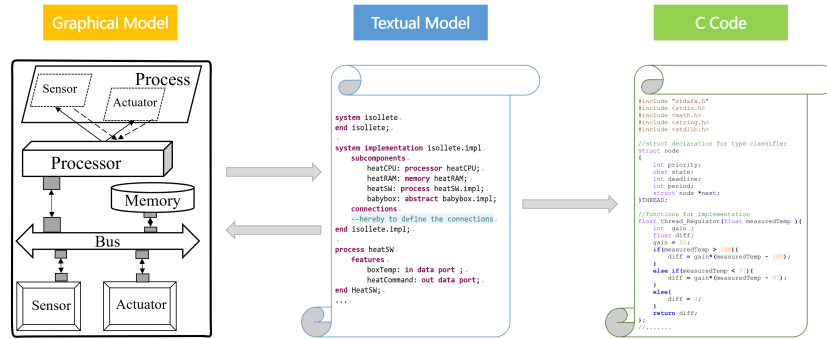 Graphical Model
Textual Model
C Code
Process
Sensor
Actuator
Processor
Memory
Bus
Sensor
Actuator
system isollete
end isollete;
system implementation isollete.impl
subcomponents
heatCPU: processor heatCPU;
heatRAM: memory heatRAM;
heatSW: process heatSW.impl;
babybox: abstract babybox.impl;
connections
--hereby to define the connections
end isollete.impl;
process heatSW
features
boxTemp: in data port ;
heatCommand: out data port;
end HeatSW;
...
#include "stdafx.h"
#include <stdio.h>
#include <math.h>
#include <string.h>
#include <stdlib.h>
//struct declaration for type classifier
struct node
{
int priority;
char state;
int deadline;
int period;
struct node *next;
}THREAD;
//functions for implementation
float thread_Regulator(float measuredTemp ){
int  gain ;
float diff;
gain = 10;
if(measuredTemp > 100){
diff = gain*(measuredTemp - 100);
}
else if(measuredTemp < 97){
diff = gain*(measuredTemp - 97);
}
else{
diff = 0;
}
return diff;
};
//.......